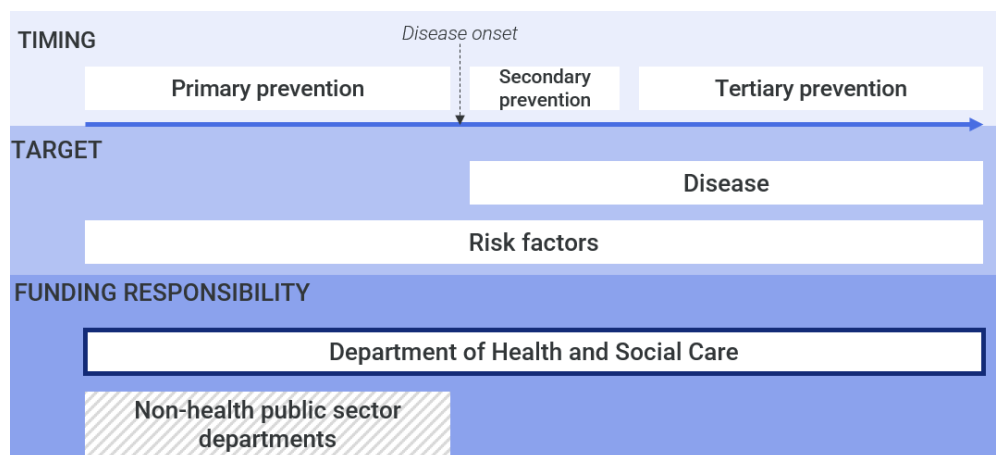 TIMING
Disease onset
Primary prevention
Secondary
prevention
Tertiary prevention
TARGET
Disease
Risk factors
FUNDING RESPONSIBILITY
Department of Health and Social Care
Non-health public sector
departments